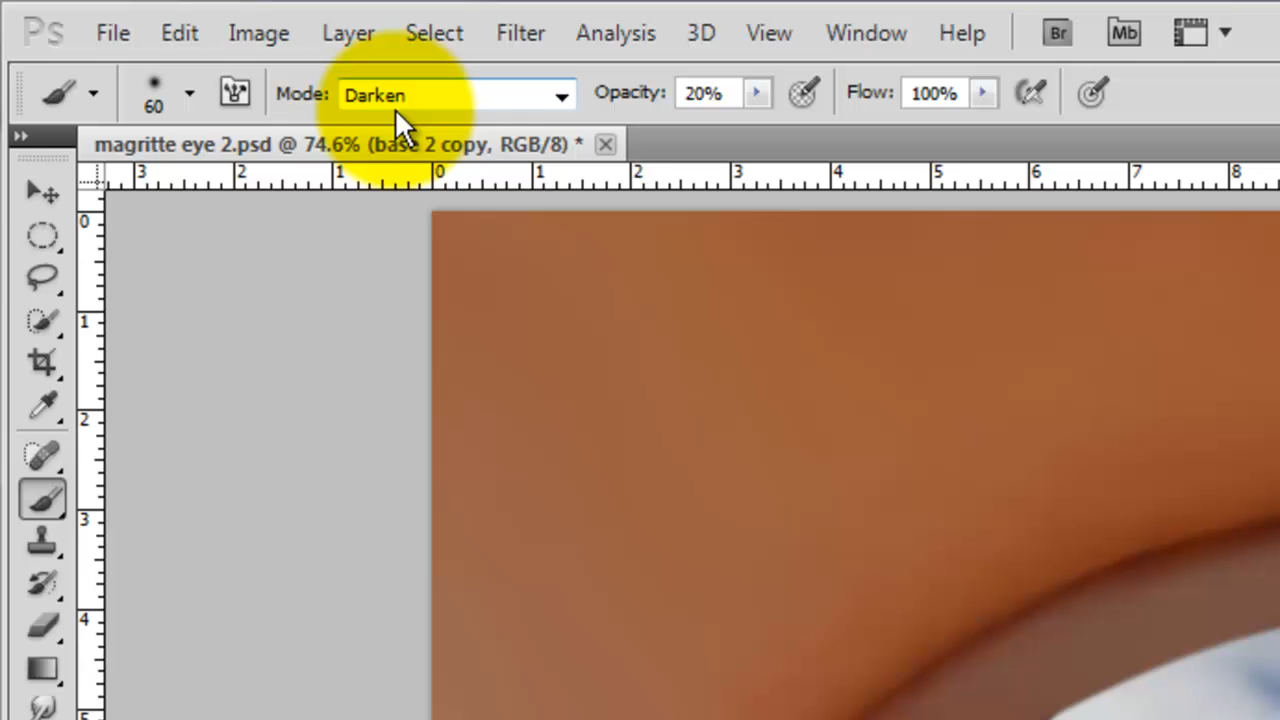 Ps File Edit Image Layer Select Filter Analysis 3D View Window Help Br Mb
60 Mode: Darken Opacity: 20% Flow: 100%
magritte eye 2.psd @ 74.6% (base 2 copy, RGB/8) *
3 2 1 0 1 2 3 4 5 6 7 8
0
1
2
3
4
5